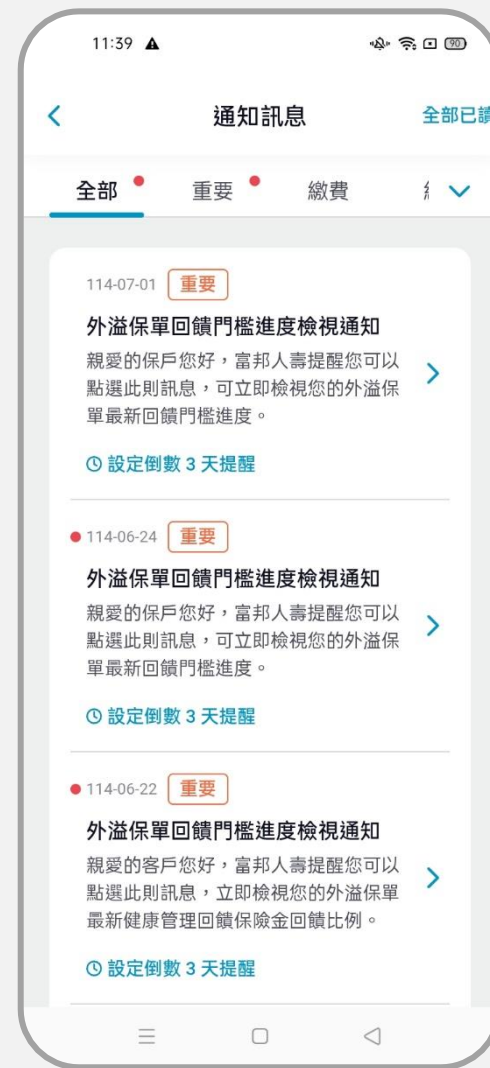 11:39
90
通知訊息
全部已讀
全部
重要
繳費
114-07-01 重要
外溢保單回饋門檻進度檢視通知
親愛的保戶您好，富邦人壽提醒您可以
點選此則訊息，可立即檢視您的外溢保
單最新回饋門檻進度。
設定倒數 3 天提醒
114-06-24 重要
外溢保單回饋門檻進度檢視通知
親愛的保戶您好，富邦人壽提醒您可以
點選此則訊息，可立即檢視您的外溢保
單最新回饋門檻進度。
設定倒數 3 天提醒
114-06-22 重要
外溢保單回饋門檻進度檢視通知
親愛的客戶您好，富邦人壽提醒您可以
點選此則訊息，立即檢視您的外溢保單
最新健康管理回饋保險金回饋比例。
設定倒數 3 天提醒